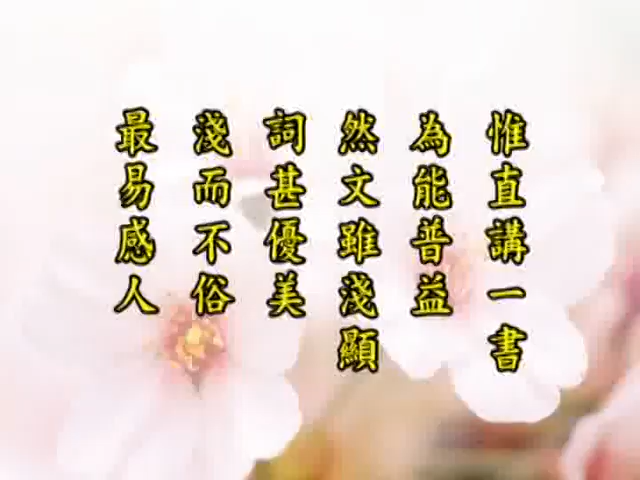 惟直講一書
為能普益
然文雖淺顯
詞甚優美
淺而不俗
最易感人